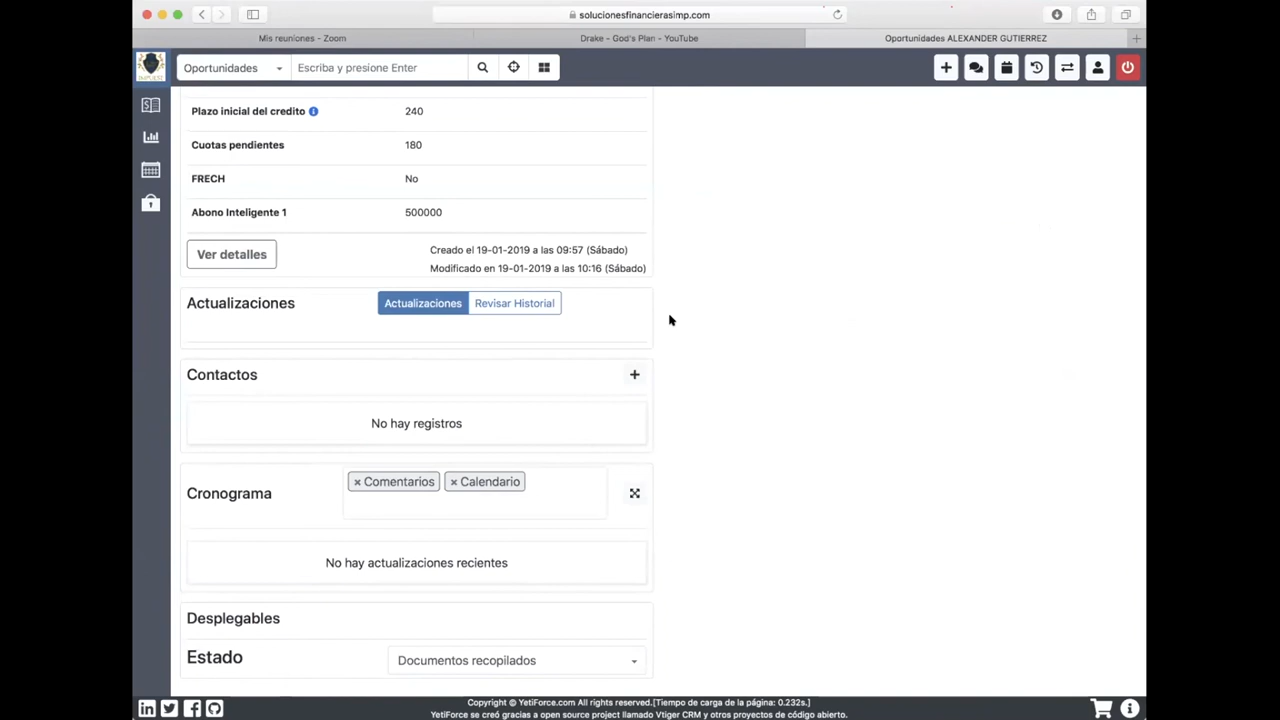 solucionesfinancierasimp.com
Mis reuniones - Zoom
Drake - God's Plan - YouTube
Oportunidades ALEXANDER GUTIERREZ
Oportunidades
Escriba y presione Enter
Plazo inicial del credito
240
Cuotas pendientes
180
FRECH
No
Abono Inteligente 1
500000
Ver detalles
Creado el 19-01-2019 a las 09:57 (Sábado)
Modificado en 19-01-2019 a las 10:16 (Sábado)
Actualizaciones
Actualizaciones
Revisar Historial
Contactos
No hay registros
Cronograma
× Comentarios
× Calendario
No hay actualizaciones recientes
Desplegables
Estado
Documentos recopilados
Copyright © YetiForce.com All rights reserved.[Tiempo de carga de la página: 0.232s.]
YetiForce se creó gracias a open source project llamado Vtiger CRM y otros proyectos de código abierto.